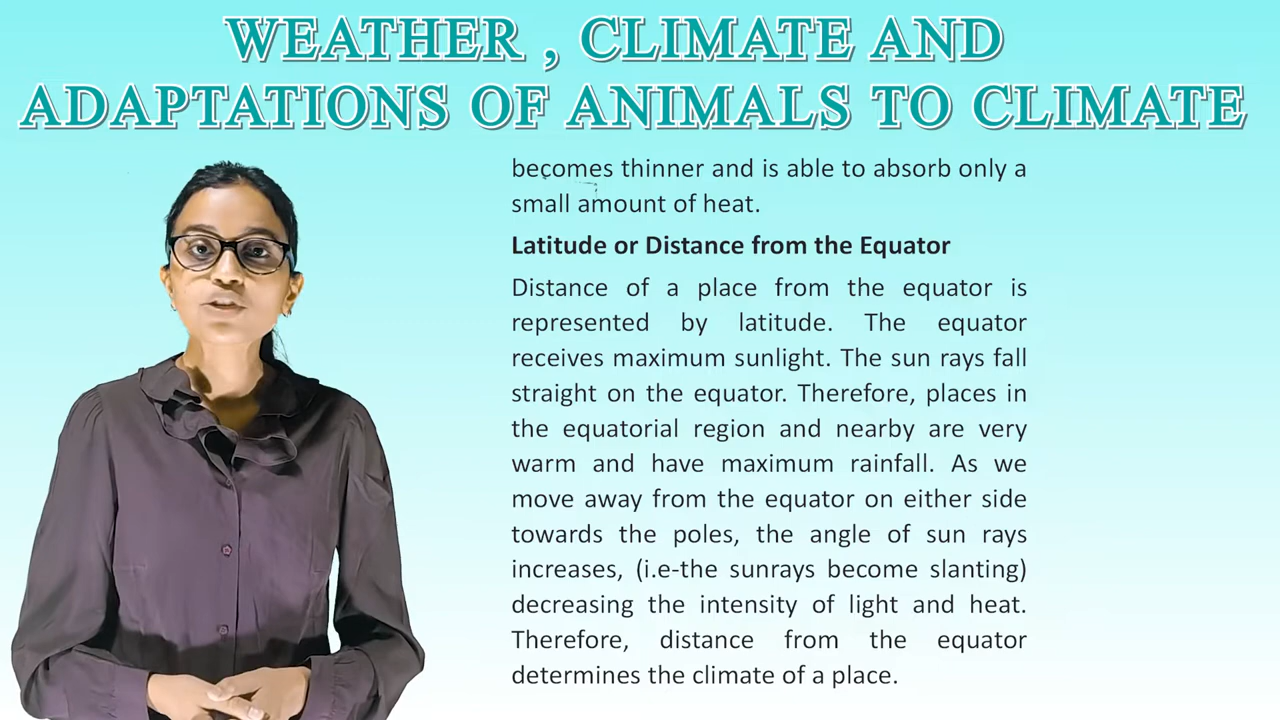 WEATHER , CLIMATE AND
ADAPTATIONS OF ANIMALS TO CLIMATE
becomes thinner and is able to absorb only a
small amount of heat.
Latitude or Distance from the Equator
Distance of a place from the equator is
represented by latitude. The equator
receives maximum sunlight. The sun rays fall
straight on the equator. Therefore, places in
the equatorial region and nearby are very
warm and have maximum rainfall. As we
move away from the equator on either side
towards the poles, the angle of sun rays
increases, (i.e-the sunrays become slanting)
decreasing the intensity of light and heat.
Therefore, distance from the equator
determines the climate of a place.